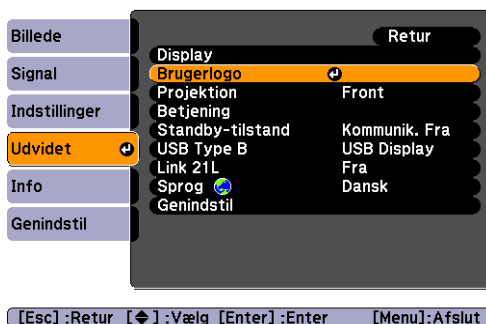 Billede
Signal
Indstillinger
Udvidet
Info
Genindstil
Retur
Display
Brugerlogo
Projektion Front
Betjening
Standby-tilstand Kommunik. Fra
USB Type B USB Display
Link 21L Fra
Sprog Dansk
Genindstil
[Esc] :Retur [◆] :Vælg [Enter] :Enter [Menu]:Afslut